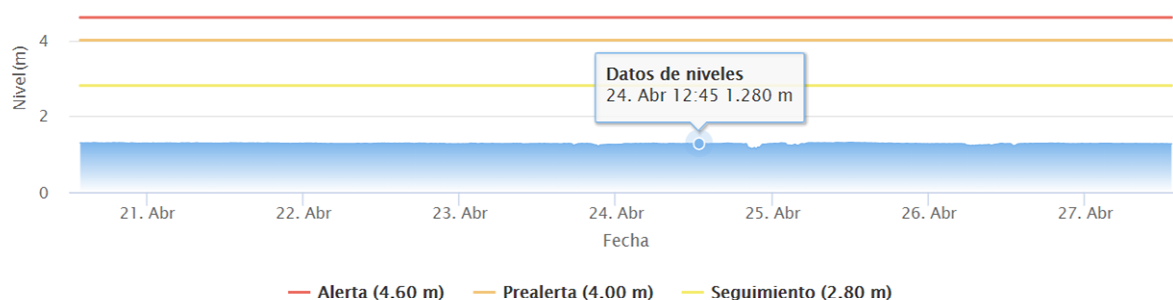 4
Nivel(m)
Datos de niveles
24. Abr 12:45 1.280 m
2
0
21. Abr 22. Abr 23. Abr 24. Abr 25. Abr 26. Abr 27. Abr
Fecha
Alerta (4.60 m) Prealerta (4.00 m) Seguimiento (2.80 m)